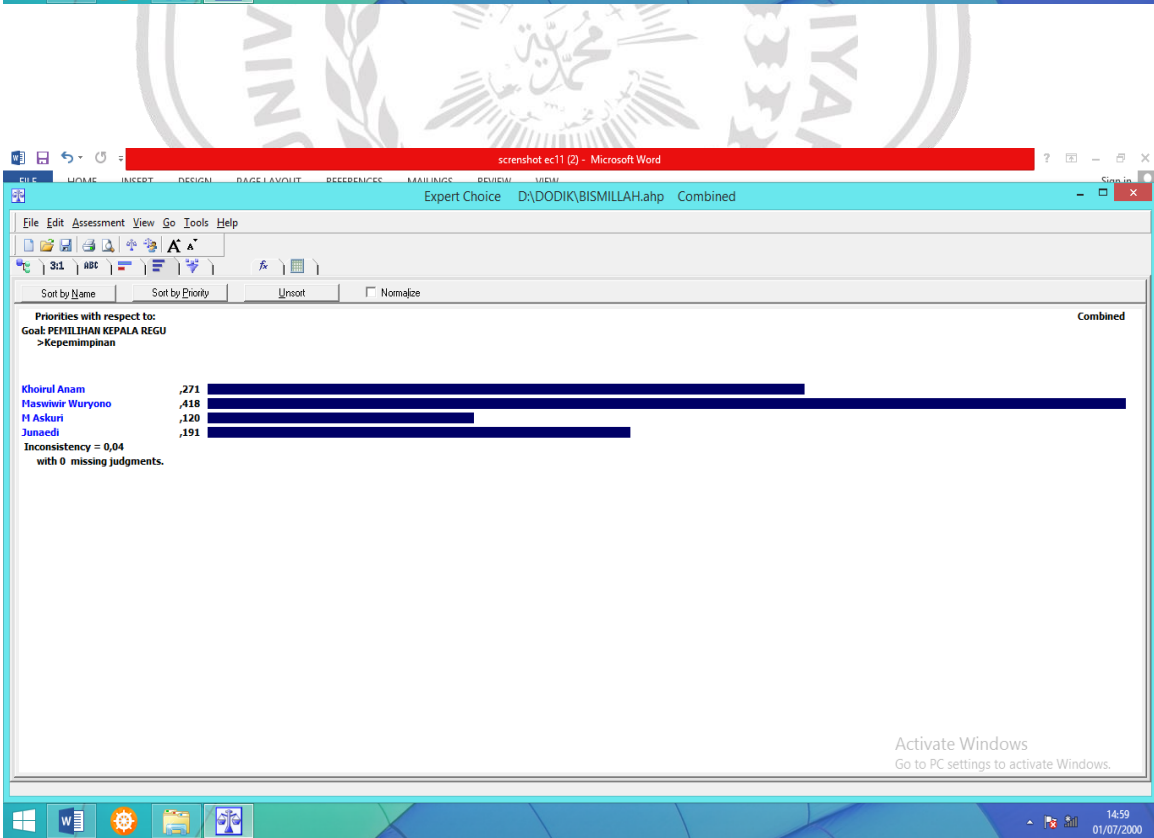 screnshot ec11 (2) - Microsoft Word
FILE HOME INSERT DESIGN PAGE LAYOUT REFERENCES MAILINGS REVIEW VIEW Sign in
Expert Choice D:\DODIK\BISMILLAH.ahp Combined
File Edit Assessment View Go Tools Help
3:1 ABC
Sort by Name Sort by Priority Unsort Normalize
Priorities with respect to: Combined
Goal: PEMILIHAN KEPALA REGU
>Kepemimpinan
Khoirul Anam ,271
Maswiwir Wuryono ,418
M Askuri ,120
Junaedi ,191
Inconsistency = 0,04
with 0 missing judgments.
Activate Windows
Go to PC settings to activate Windows.
14:59
01/07/2000